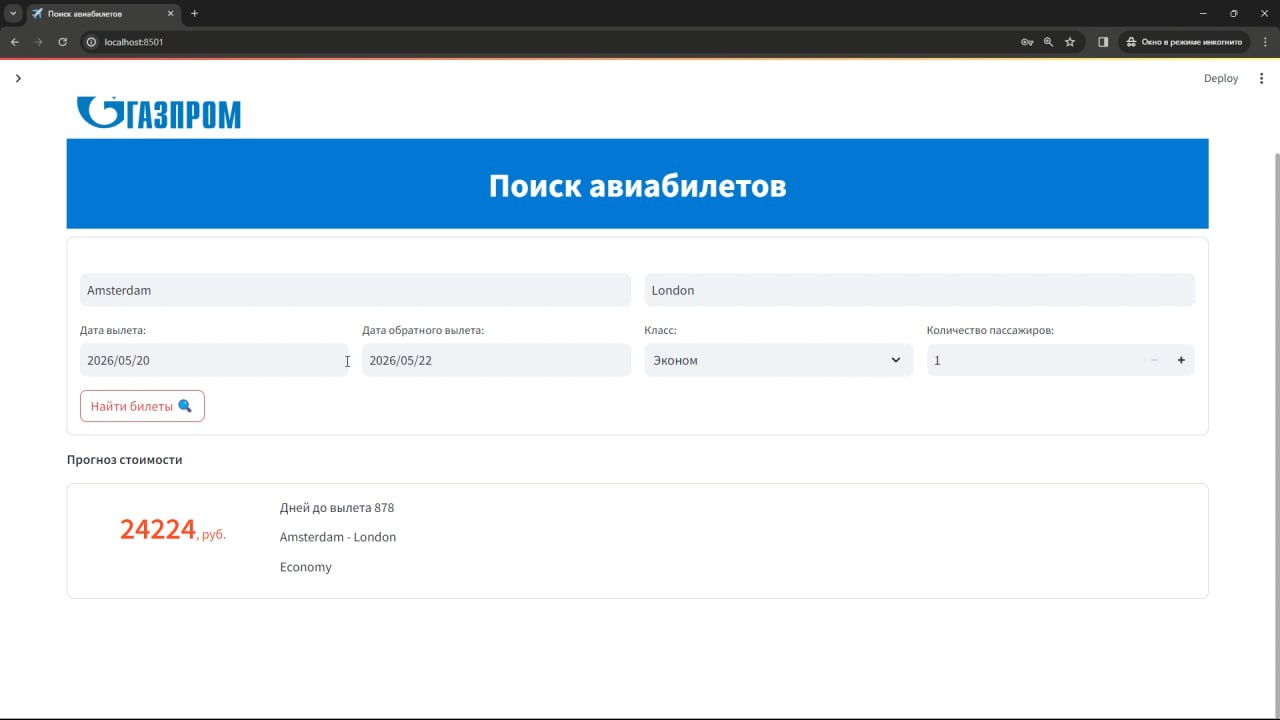 Поиск авиабилетов
localhost:8501
Окно в режиме инкогнито
Deploy
ГАЗПРОМ
Поиск авиабилетов
Amsterdam London
Дата вылета: Дата обратного вылета: Класс: Количество пассажиров:
2026/05/20 2026/05/22 Эконом 1
Найти билеты
Прогноз стоимости
Дней до вылета 878
24224, руб.
Amsterdam - London
Economy